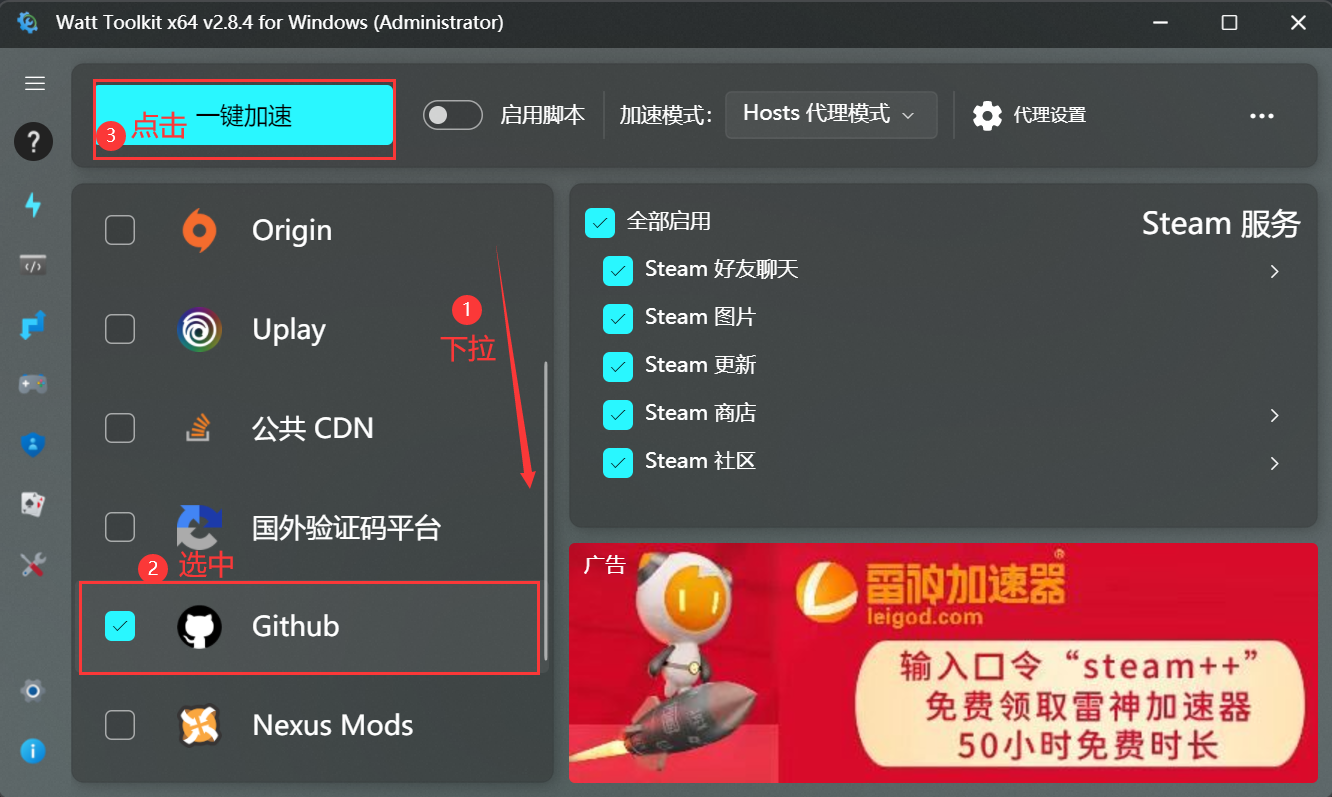 Watt Toolkit x64 v2.8.4 for Windows (Administrator)
3 点击 一键加速
启用脚本
加速模式：
Hosts 代理模式
代理设置
Origin
Uplay
1
下拉
公共 CDN
国外验证码平台
2 选中
Github
Nexus Mods
全部启用
Steam 服务
Steam 好友聊天
Steam 图片
Steam 更新
Steam 商店
Steam 社区
广告
雷神加速器®
leigod.com
输入口令“steam++”
免费领取雷神加速器
50小时免费时长